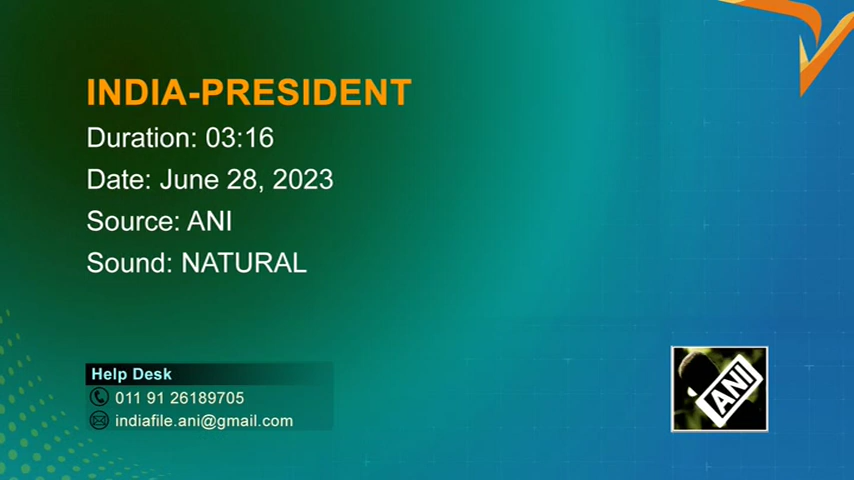 INDIA-PRESIDENT
Duration: 03:16
Date: June 28, 2023
Source: ANI
Sound: NATURAL
Help Desk
011 91 26189705
indiafile.ani@gmail.com
ANI